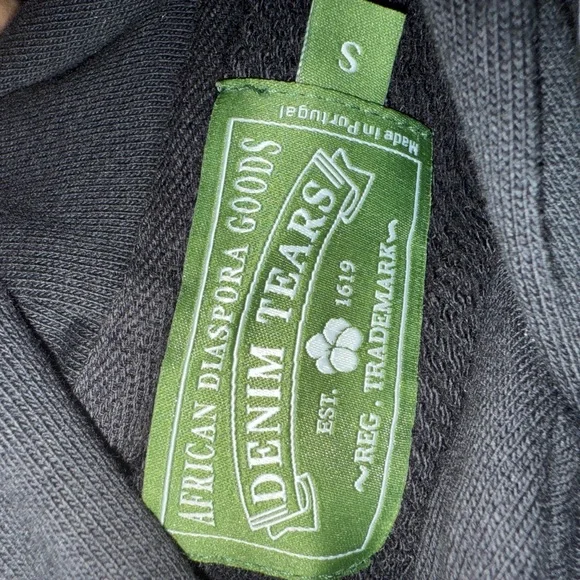 S
Made in Portugal
AFRICAN DIASPORA GOODS
DENIM TEARS
EST. 1619
~REG. TRADEMARK~